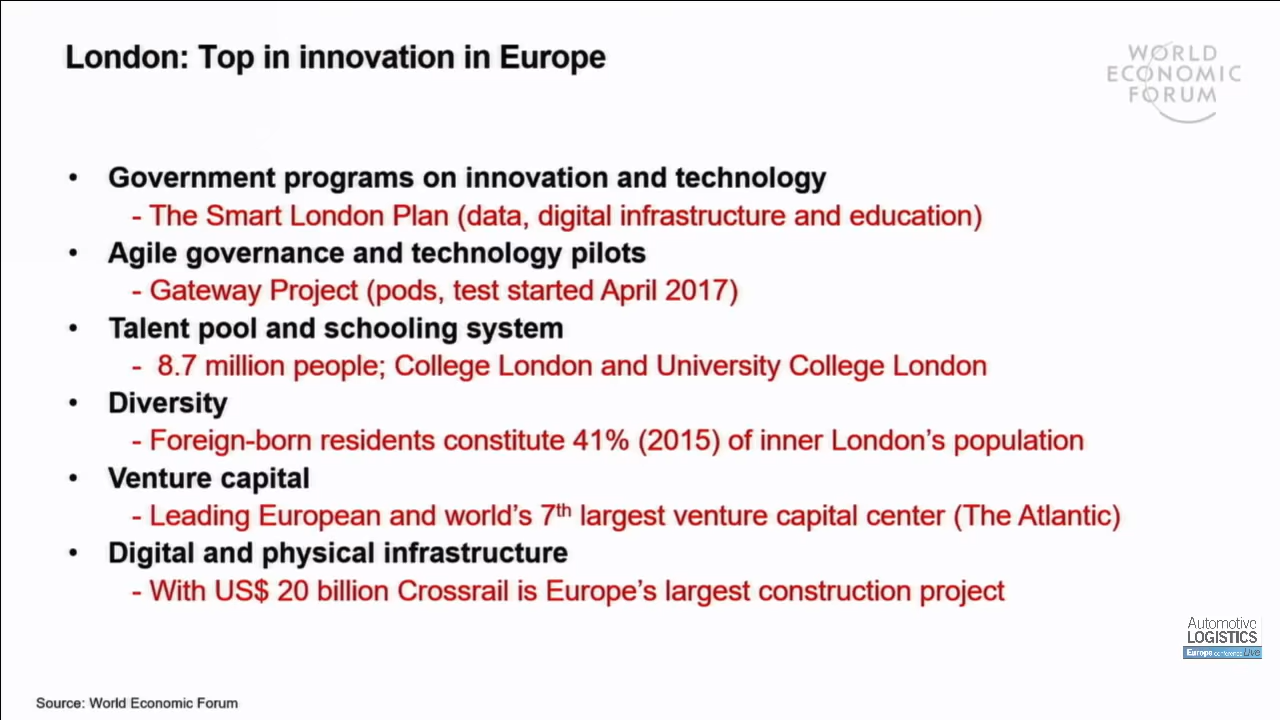 London: Top in innovation in Europe
WORLD
ECONOMIC
FORUM
• Government programs on innovation and technology
- The Smart London Plan (data, digital infrastructure and education)
• Agile governance and technology pilots
- Gateway Project (pods, test started April 2017)
• Talent pool and schooling system
- 8.7 million people; College London and University College London
• Diversity
- Foreign-born residents constitute 41% (2015) of inner London's population
• Venture capital
- Leading European and world's 7th largest venture capital center (The Atlantic)
• Digital and physical infrastructure
- With US$ 20 billion Crossrail is Europe's largest construction project
Automotive
LOGISTICS
Europe conference Live
Source: World Economic Forum